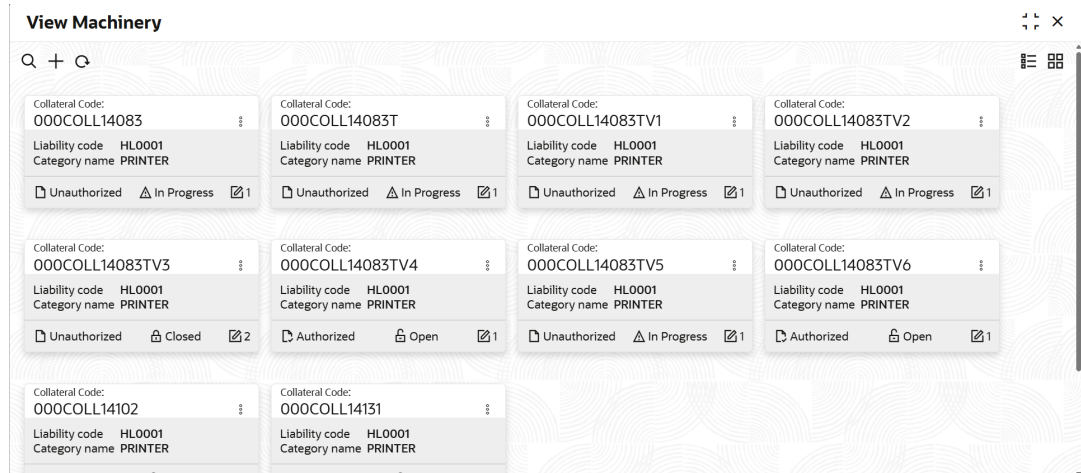 View Machinery
Collateral Code:
000COLL14083
Liability code HL0001
Category name PRINTER
Unauthorized In Progress 1
Collateral Code:
000COLL14083T
Liability code HL0001
Category name PRINTER
Unauthorized In Progress 1
Collateral Code:
000COLL14083TV1
Liability code HL0001
Category name PRINTER
Unauthorized In Progress 1
Collateral Code:
000COLL14083TV2
Liability code HL0001
Category name PRINTER
Unauthorized In Progress 1
Collateral Code:
000COLL14083TV3
Liability code HL0001
Category name PRINTER
Unauthorized Closed 2
Collateral Code:
000COLL14083TV4
Liability code HL0001
Category name PRINTER
Authorized Open 1
Collateral Code:
000COLL14083TV5
Liability code HL0001
Category name PRINTER
Unauthorized In Progress 1
Collateral Code:
000COLL14083TV6
Liability code HL0001
Category name PRINTER
Authorized Open 1
Collateral Code:
000COLL14102
Liability code HL0001
Category name PRINTER
Collateral Code:
000COLL14131
Liability code HL0001
Category name PRINTER